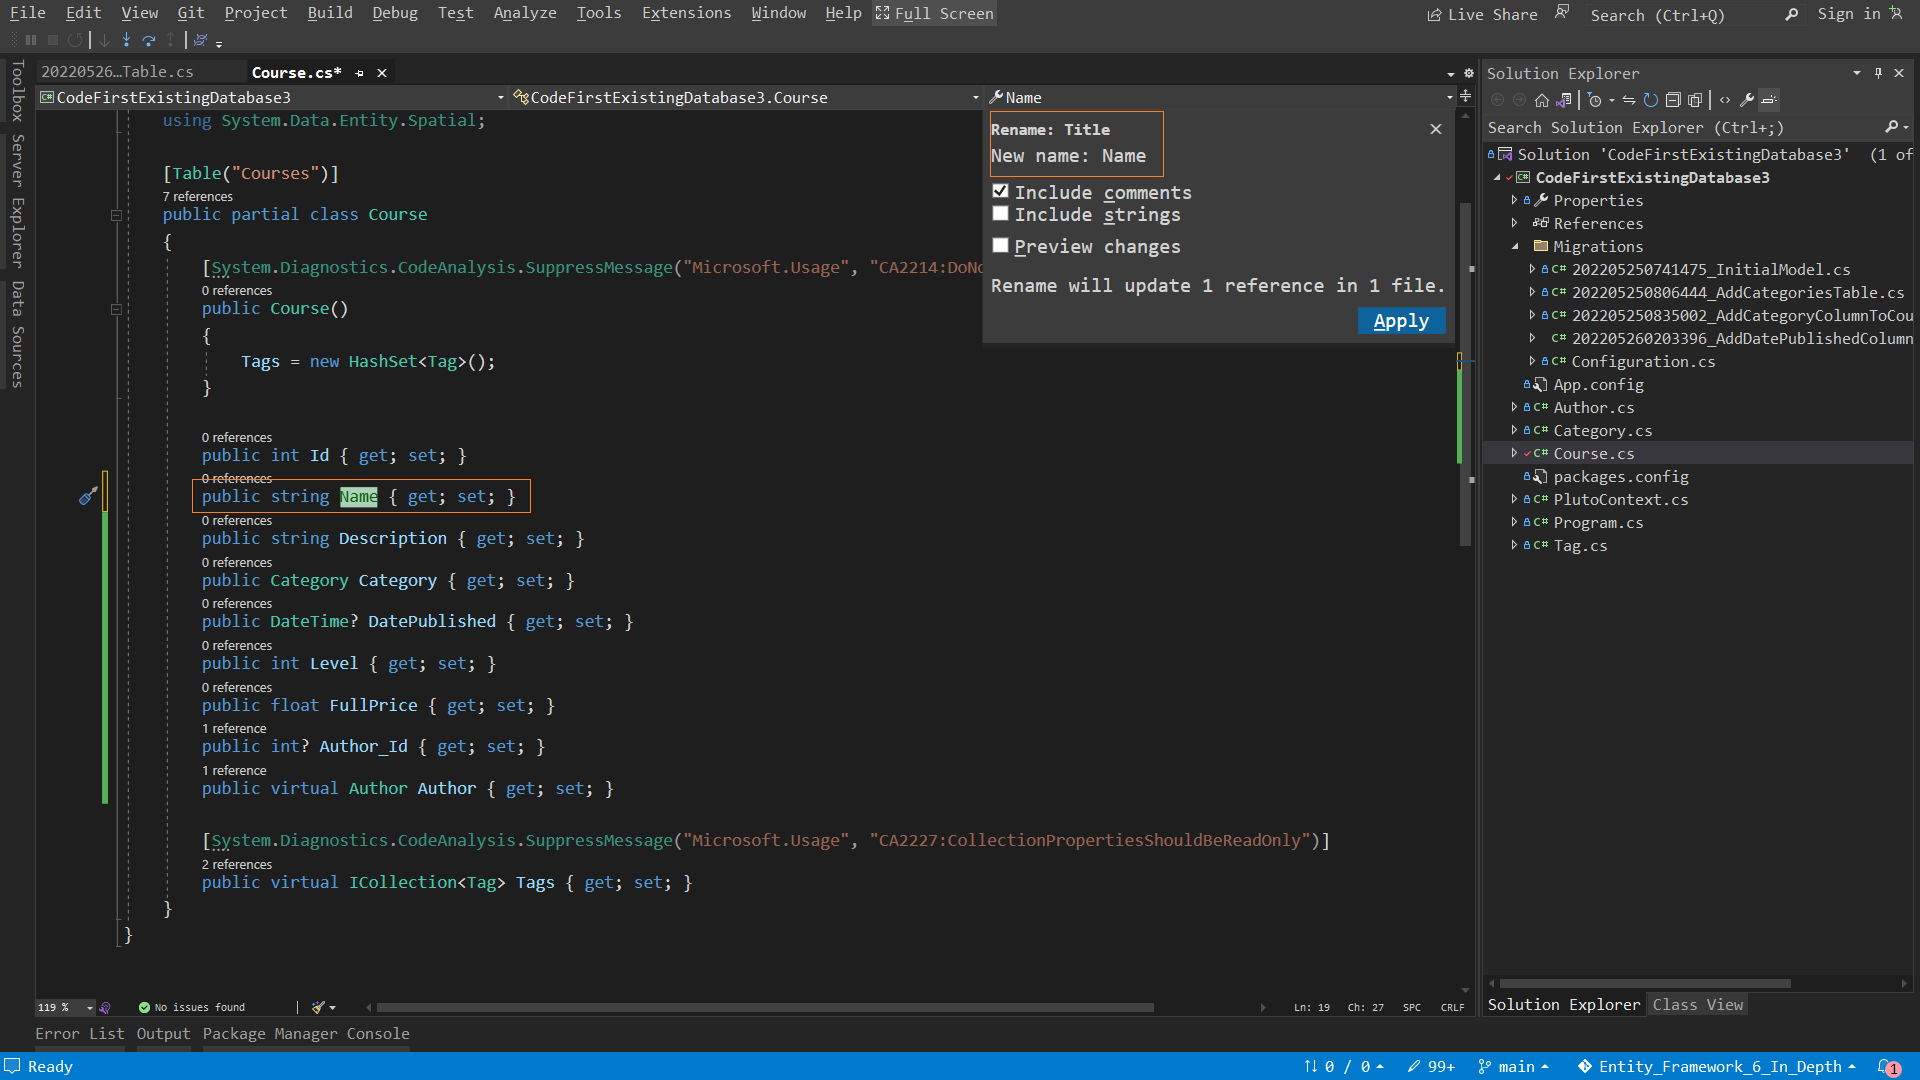 File Edit View Git Project Build Debug Test Analyze Tools Extensions Window Help Full Screen Live Share Search (Ctrl+Q) Sign in
20220526…Table.cs Course.cs*
CodeFirstExistingDatabase3 CodeFirstExistingDatabase3.Course Name
using System.Data.Entity.Spatial;
[Table("Courses")]
7 references
public partial class Course
{
[System.Diagnostics.CodeAnalysis.SuppressMessage("Microsoft.Usage", "CA2214:DoNo
0 references
public Course()
{
Tags = new HashSet<Tag>();
}
0 references
public int Id { get; set; }
0 references
public string Name { get; set; }
0 references
public string Description { get; set; }
0 references
public Category Category { get; set; }
0 references
public DateTime? DatePublished { get; set; }
0 references
public int Level { get; set; }
0 references
public float FullPrice { get; set; }
1 reference
public int? Author_Id { get; set; }
1 reference
public virtual Author Author { get; set; }
[System.Diagnostics.CodeAnalysis.SuppressMessage("Microsoft.Usage", "CA2227:CollectionPropertiesShouldBeReadOnly")]
2 references
public virtual ICollection<Tag> Tags { get; set; }
}
}
Rename: Title
New name: Name
Include comments
Include strings
Preview changes
Rename will update 1 reference in 1 file.
Apply
Toolbox
Server Explorer
Data Sources
Solution Explorer
Search Solution Explorer (Ctrl+;)
Solution 'CodeFirstExistingDatabase3' (1 of
CodeFirstExistingDatabase3
Properties
References
Migrations
C# 202205250741475_InitialModel.cs
C# 202205250806444_AddCategoriesTable.cs
C# 202205250835002_AddCategoryColumnToCou
C# 202205260203396_AddDatePublishedColumn
C# Configuration.cs
App.config
C# Author.cs
C# Category.cs
C# Course.cs
packages.config
C# PlutoContext.cs
C# Program.cs
C# Tag.cs
Solution Explorer Class View
119 % No issues found Ln: 19 Ch: 27 SPC CRLF
Error List Output Package Manager Console
Ready 0 / 0 99+ main Entity_Framework_6_In_Depth 1